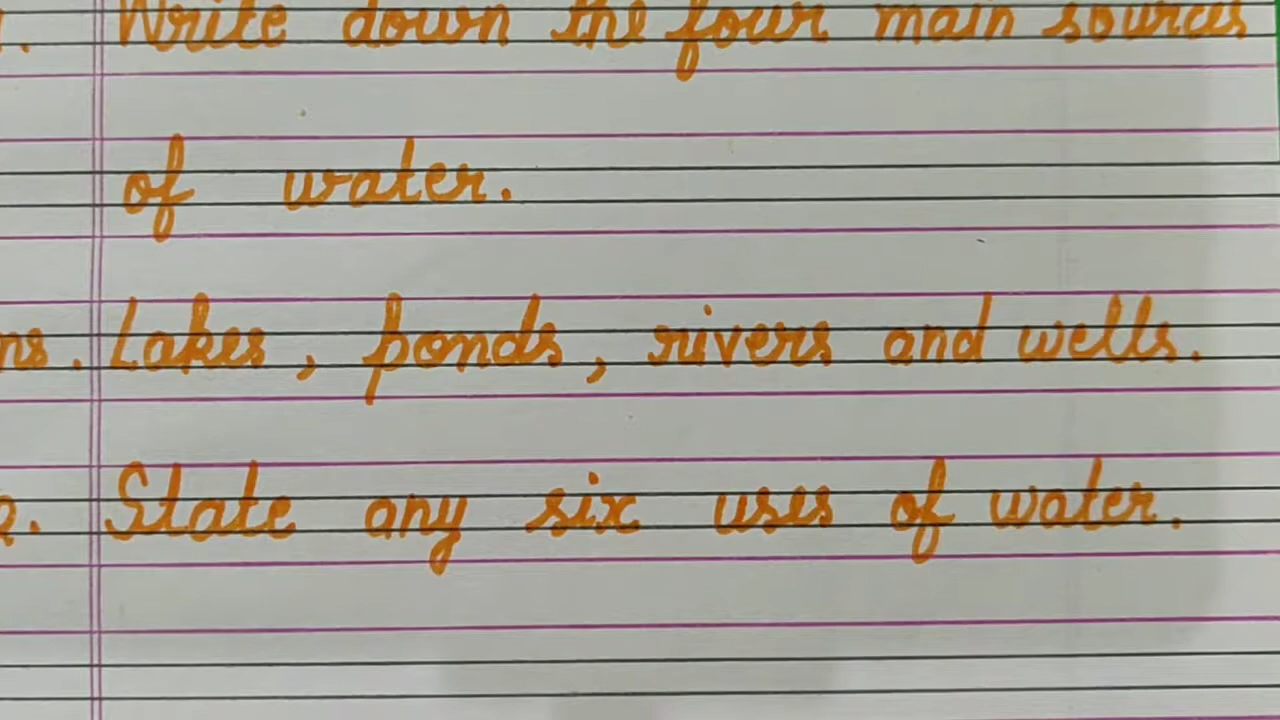 1. Write down the four main sources
of water.
ns. Lakes, ponds, rivers and wells.
2. State any six uses of water.